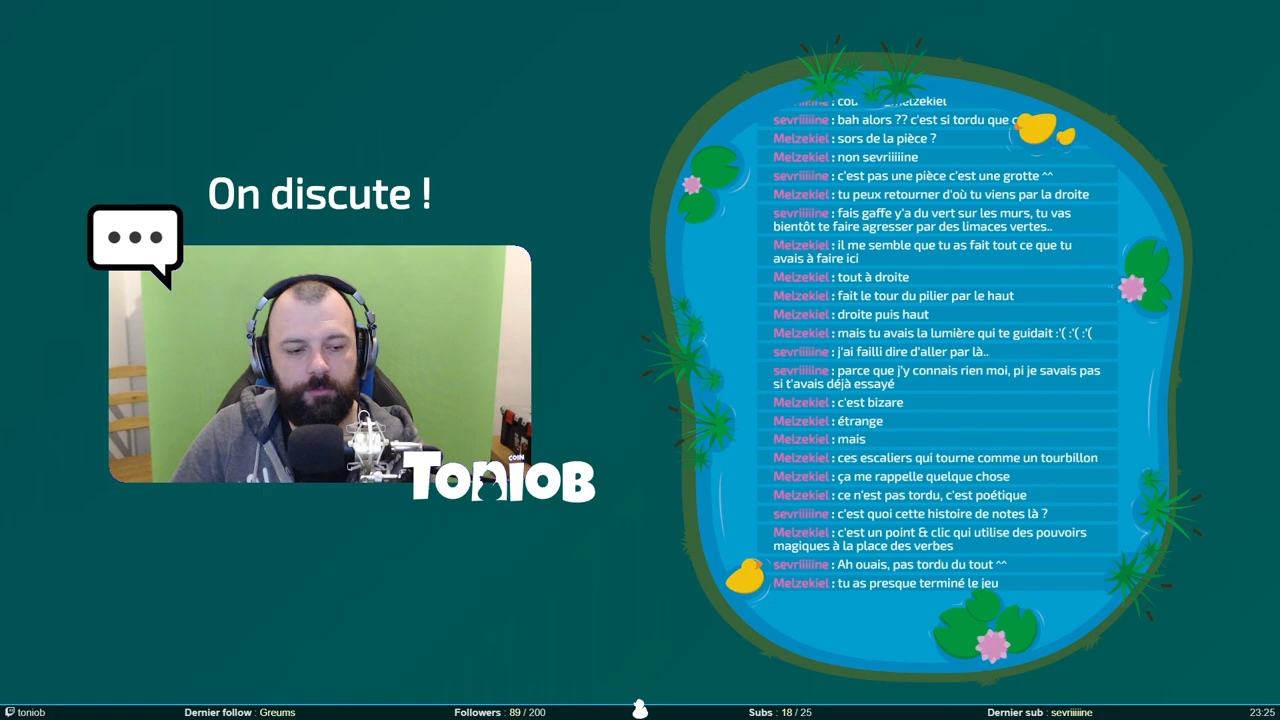 On discute !
COIN
TONIOB
: cou
sevriiiiine : bah alors ?? c'est si tordu que
Melzekiel : sors de la pièce ?
Melzekiel : non sevriiiiine
sevriiiiine : c'est pas une pièce c'est une grotte ^^
Melzekiel : tu peux retourner d'où tu viens par la droite
sevriiiiine : fais gaffe y'a du vert sur les murs, tu vas
bientôt te faire agresser par des limaces vertes..
Melzekiel : il me semble que tu as fait tout ce que tu
avais à faire ici
Melzekiel : tout à droite
Melzekiel : fait le tour du pilier par le haut
Melzekiel : droite puis haut
Melzekiel : mais tu avais la lumière qui te guidait :'( :'( :'(
sevriiiiine : j'ai failli dire d'aller par là..
sevriiiiine : parce que j'y connais rien moi, pi je savais pas
si t'avais déjà essayé
Melzekiel : c'est bizare
Melzekiel : étrange
Melzekiel : mais
Melzekiel : ces escaliers qui tourne comme un tourbillon
Melzekiel : ça me rappelle quelque chose
Melzekiel : ce n'est pas tordu, c'est poétique
sevriiiiine : c'est quoi cette histoire de notes là ?
Melzekiel : c'est un point & clic qui utilise des pouvoirs
magiques à la place des verbes
sevriiiiine : Ah ouais, pas tordu du tout ^^
Melzekiel : tu as presque terminé le jeu
toniob Dernier follow : Greums Followers : 89 / 200 Subs : 18 / 25 Dernier sub : sevriiiiine 23:25